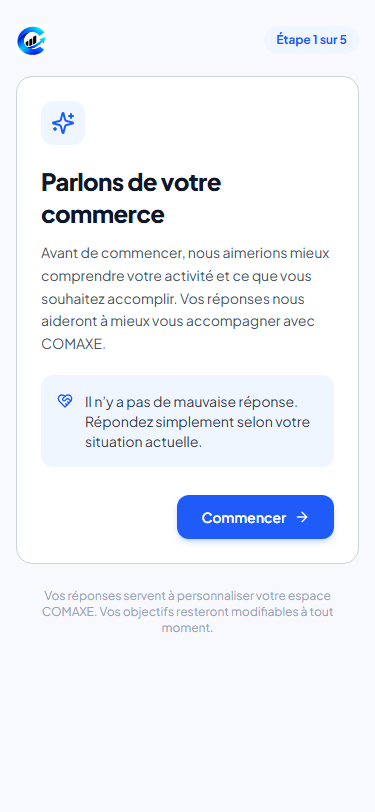 Étape 1 sur 5
Parlons de votre
commerce
Avant de commencer, nous aimerions mieux
comprendre votre activité et ce que vous
souhaitez accomplir. Vos réponses nous
aideront à mieux vous accompagner avec
COMAXE.
Il n’y a pas de mauvaise réponse.
Répondez simplement selon votre
situation actuelle.
Commencer
Vos réponses servent à personnaliser votre espace
COMAXE. Vos objectifs resteront modifiables à tout
moment.